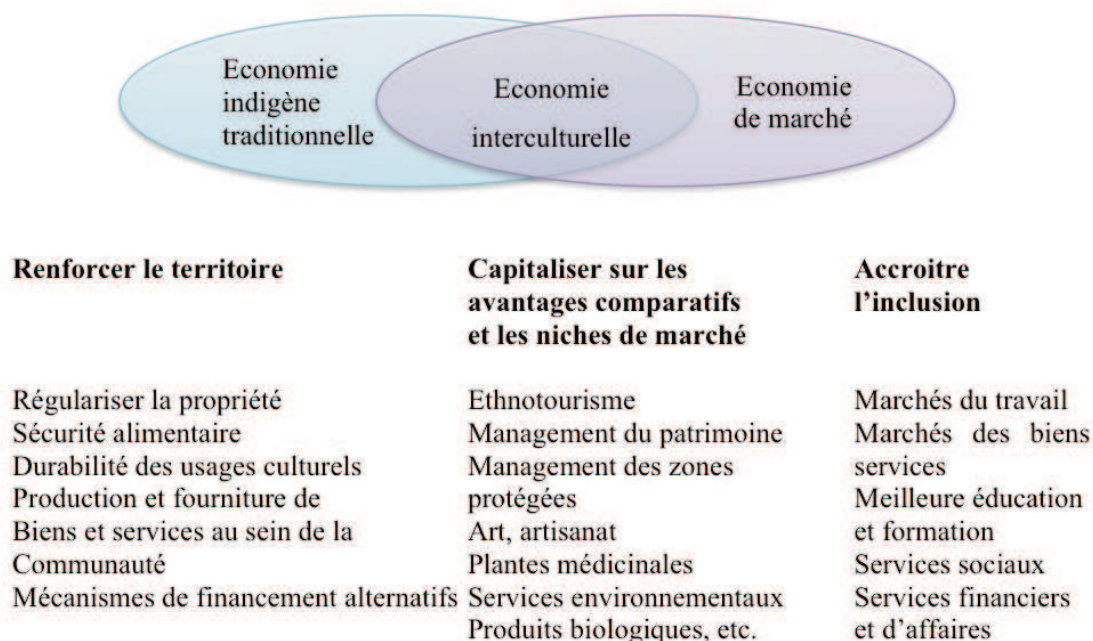 Economie
indigène
traditionnelle
Economie
interculturelle
Economie
de marché
Renforcer le territoire
Capitaliser sur les
avantages comparatifs
et les niches de marché
Accroitre
l'inclusion
Régulariser la propriété
Sécurité alimentaire
Durabilité des usages culturels
Production et fourniture de
Biens et services au sein de la
Communauté
Mécanismes de financement alternatifs
Ethnotourisme
Management du patrimoine
Management des zones
protégées
Art, artisanat
Plantes médicinales
Services environnementaux
Produits biologiques, etc.
Marchés du travail
Marchés des biens
services
Meilleure éducation
et formation
Services sociaux
Services financiers
et d'affaires